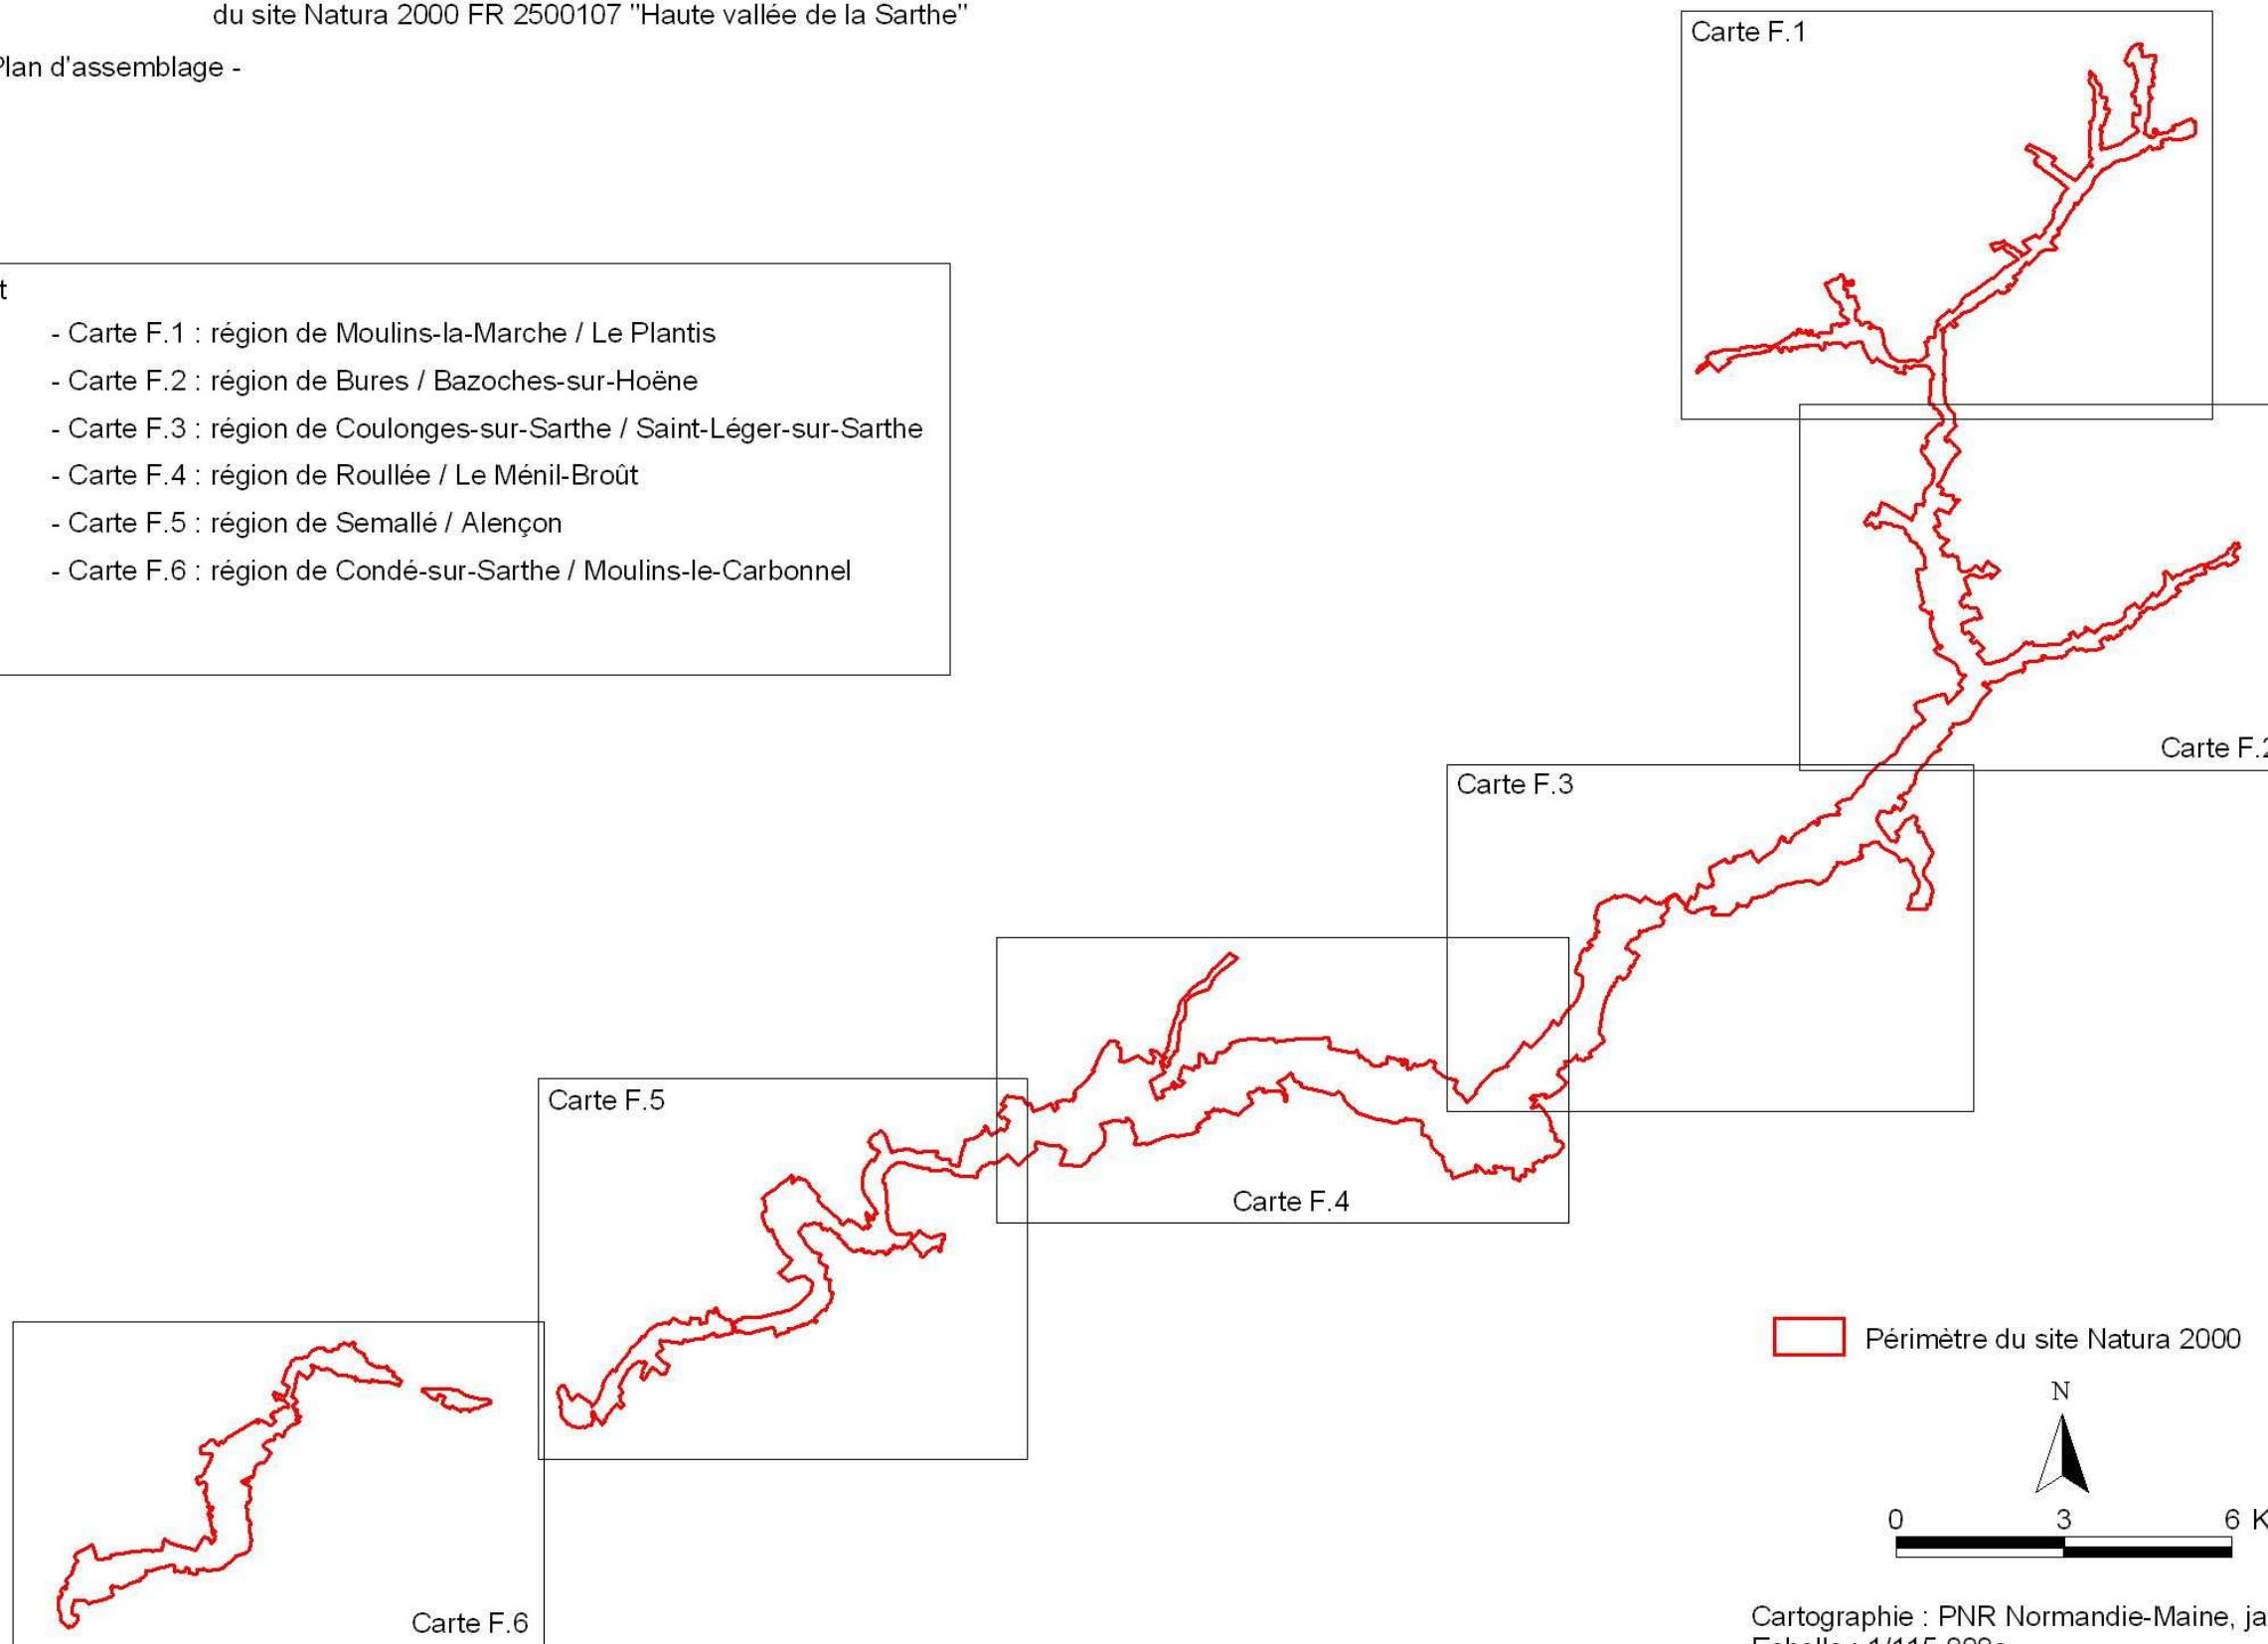 du site Natura 2000 FR 2500107 "Haute vallée de la Sarthe"
Plan d'assemblage -
- Carte F.1 : région de Moulins-la-Marche / Le Plantis
- Carte F.2 : région de Bures / Bazoches-sur-Hoëne
- Carte F.3 : région de Coulonges-sur-Sarthe / Saint-Léger-sur-Sarthe
- Carte F.4 : région de Roullée / Le Ménil-Broût
- Carte F.5 : région de Semallé / Alençon
- Carte F.6 : région de Condé-sur-Sarthe / Moulins-le-Carbonnel
Carte F.1
Carte F.2
Carte F.3
Carte F.4
Carte F.5
Carte F.6
Périmètre du site Natura 2000
N
0 3 6
Cartographie : PNR Normandie-Maine,